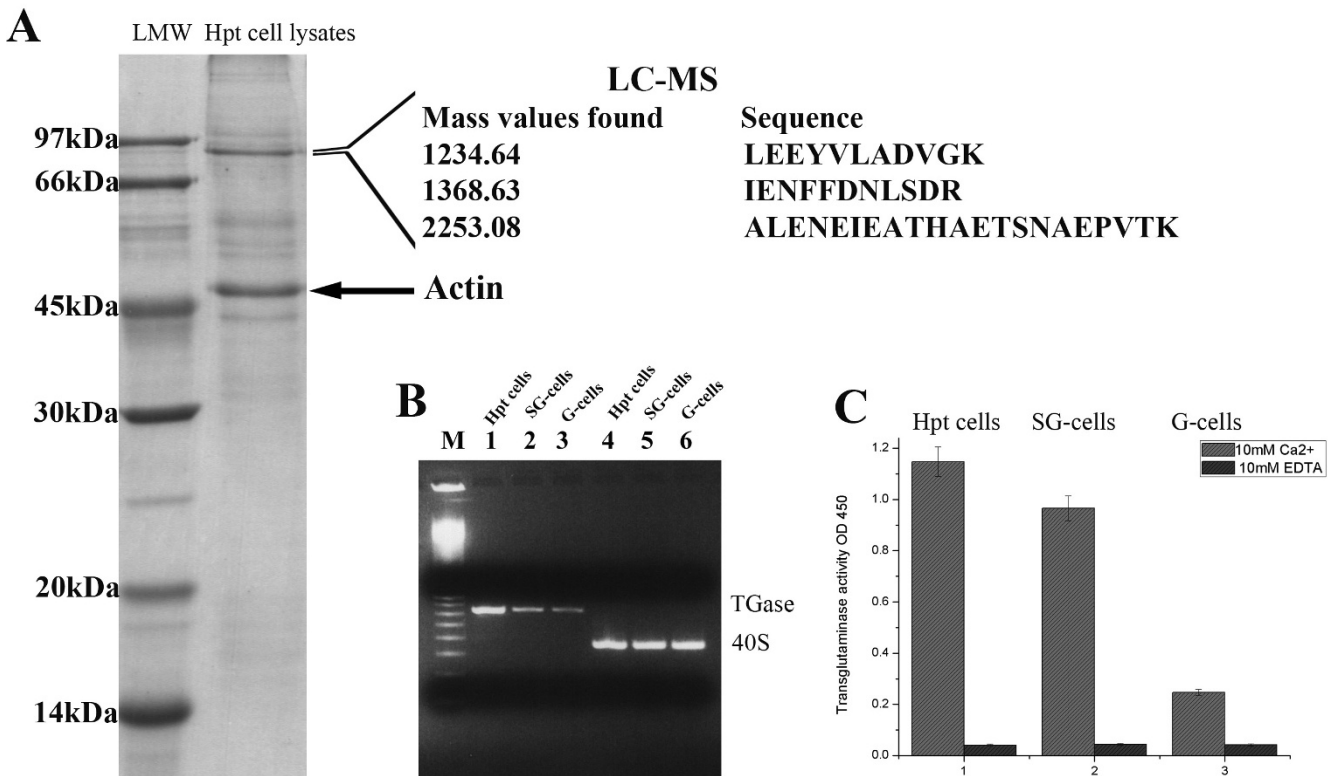 A
LMW Hpt cell lysates
97kDa
66kDa
45kDa
30kDa
20kDa
14kDa
LC-MS
Mass values found Sequence
1234.64 LEEYVLADVGK
1368.63 IENFFDNLSDR
2253.08 ALENEIEATHAETSNAEPVTK
Actin
B
Hpt cells SG-cells G-cells Hpt cells SG-cells G-cells
M 1 2 3 4 5 6
TGase
40S
C
Hpt cells SG-cells G-cells
10mM Ca2+
10mM EDTA
Transglutaminase activity OD 450
1.2
1.0
1.2
0.6
0.4
0.2
0.0
1 2 3